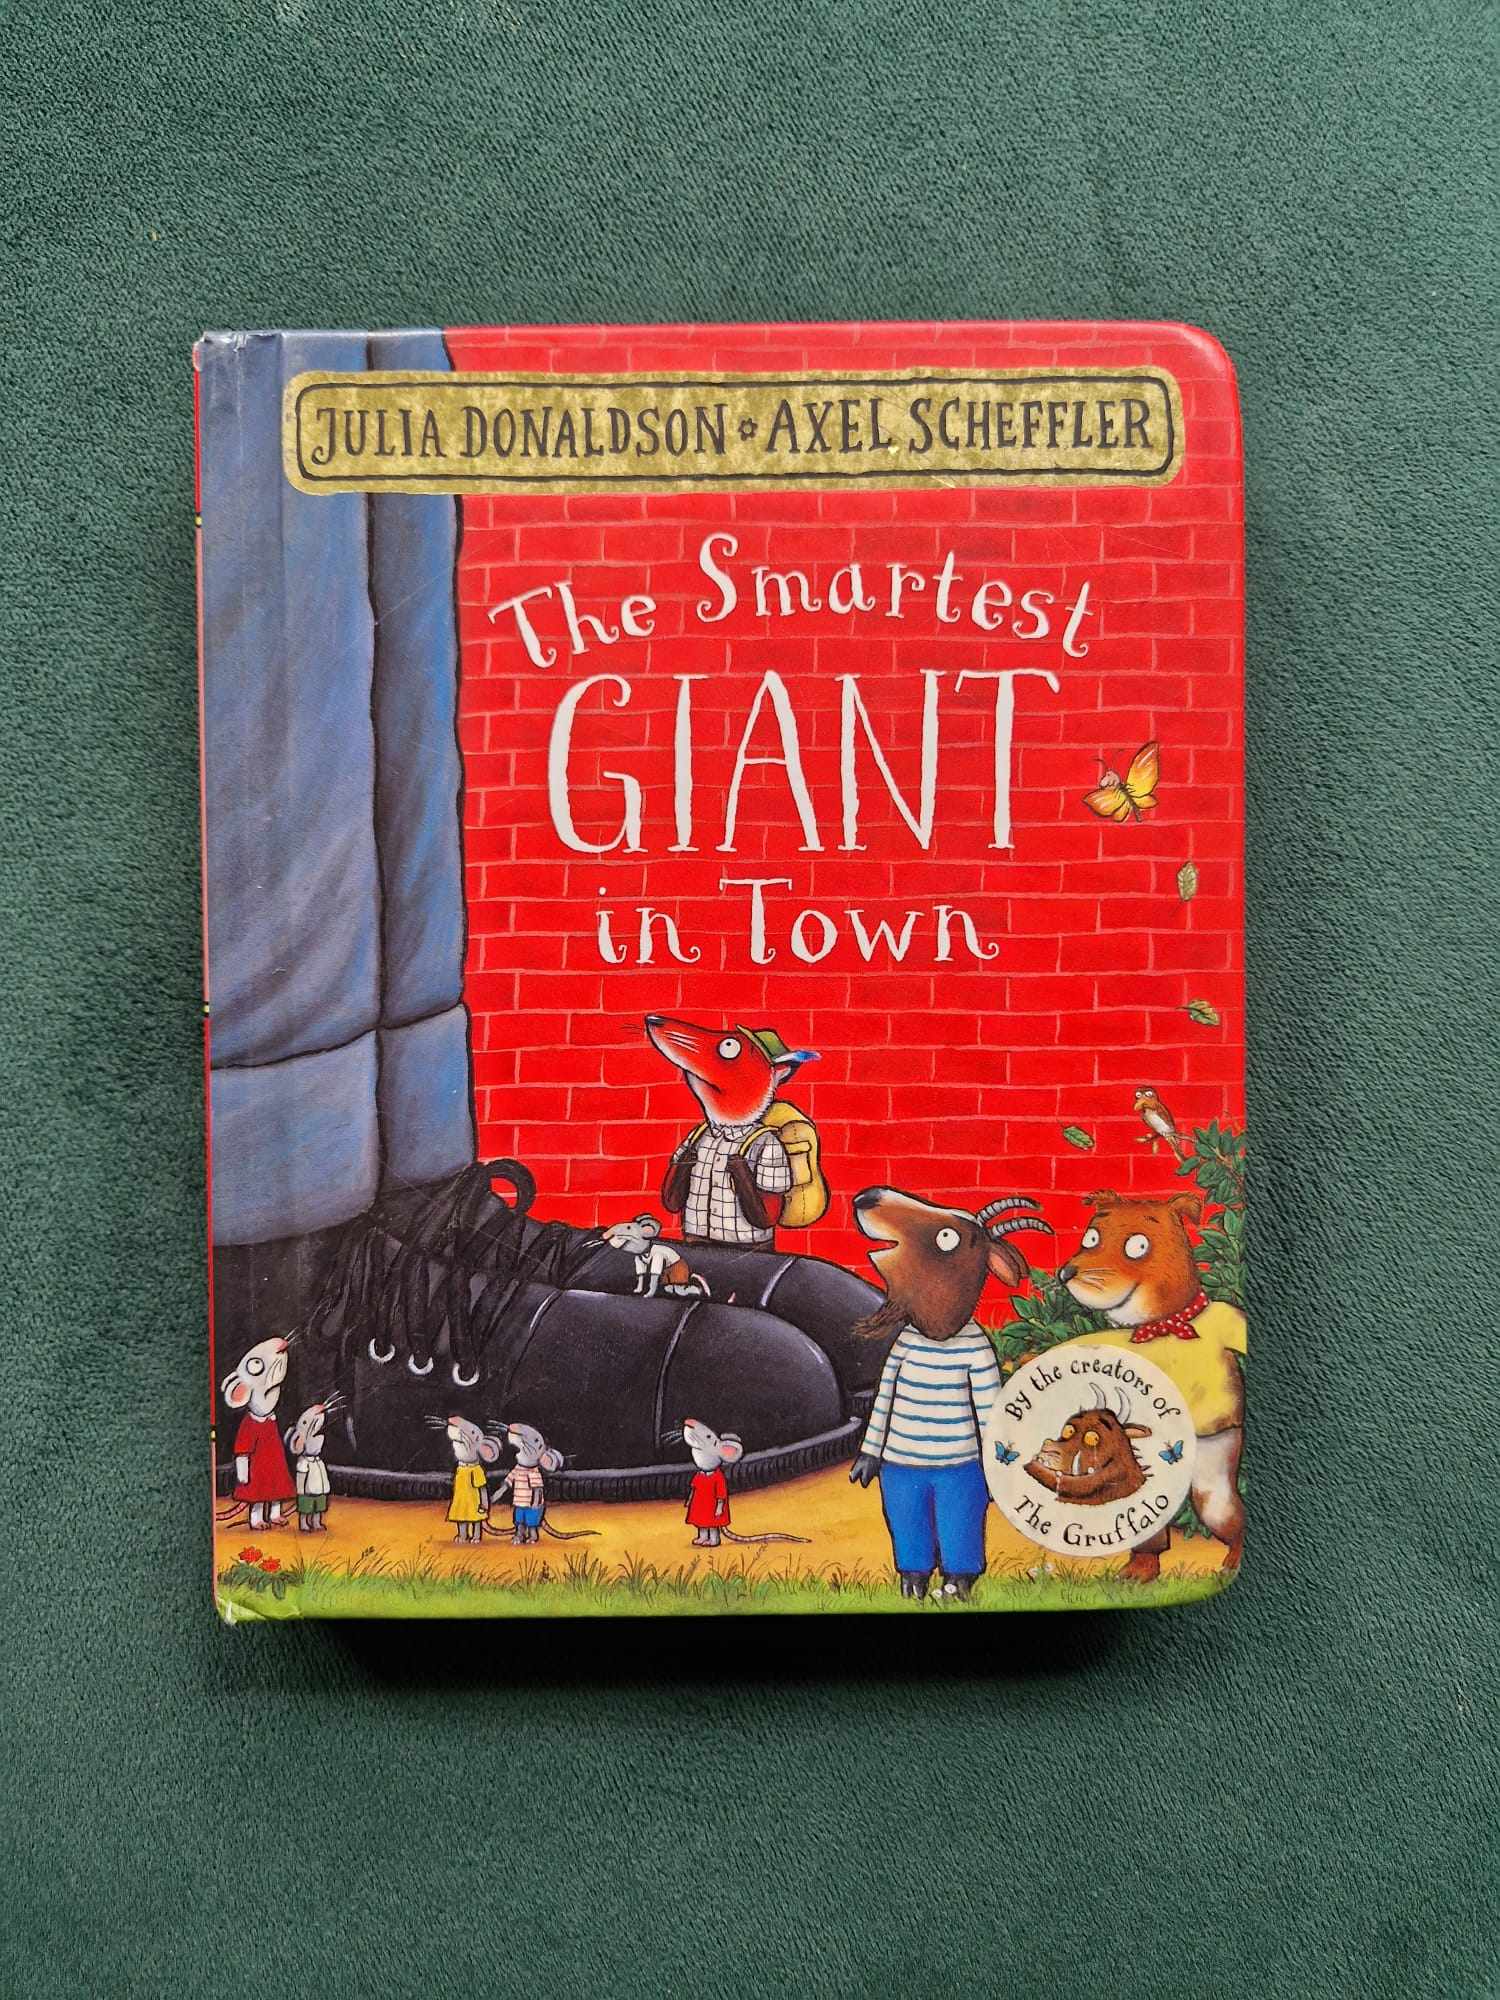 JULIA DONALDSON * AXEL SCHEFFLER
The Smartest
GIANT
in Town
By the creators of
The Gruffalo